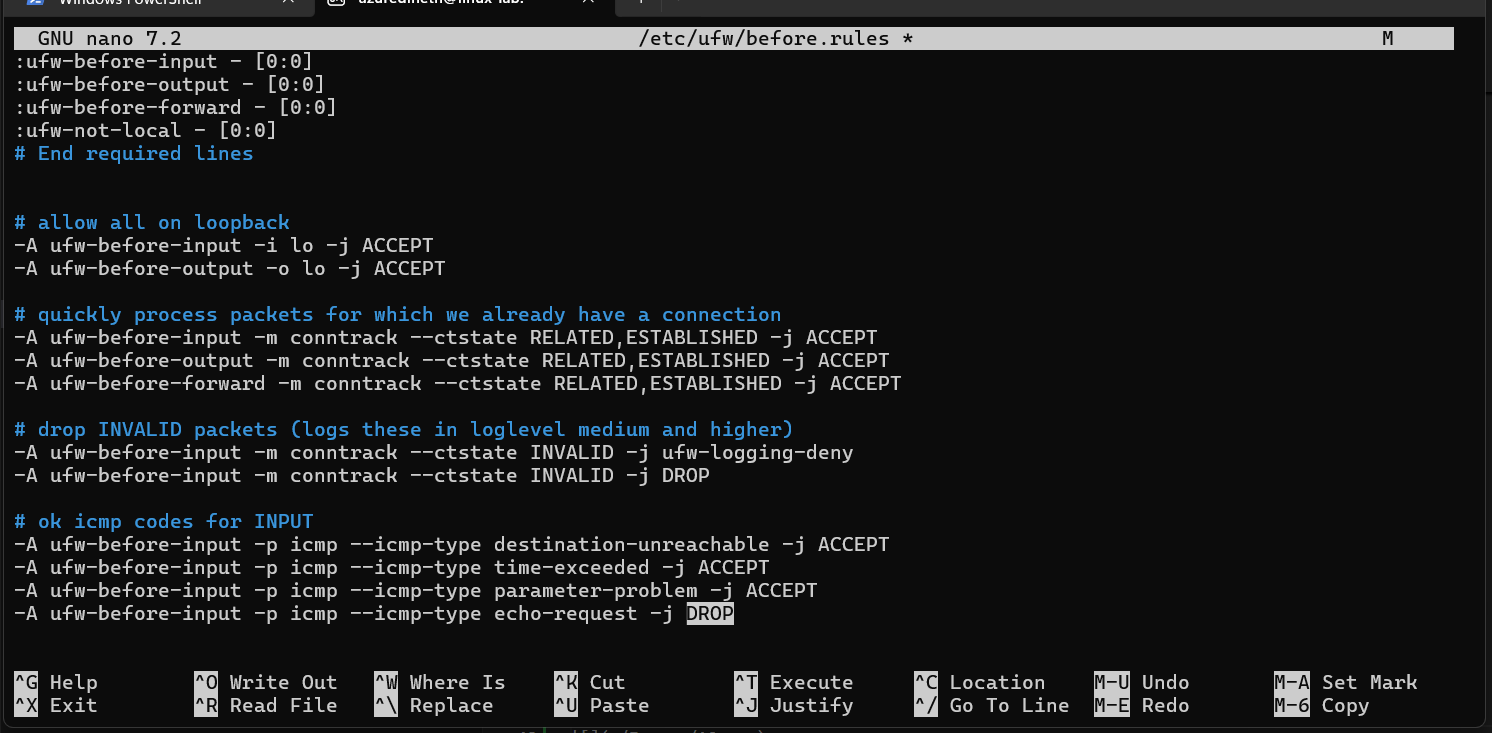 Windows PowerShell
GNU nano 7.2 /etc/ufw/before.rules * M
:ufw-before-input - [0:0]
:ufw-before-output - [0:0]
:ufw-before-forward - [0:0]
:ufw-not-local - [0:0]
# End required lines
# allow all on loopback
-A ufw-before-input -i lo -j ACCEPT
-A ufw-before-output -o lo -j ACCEPT
# quickly process packets for which we already have a connection
-A ufw-before-input -m conntrack --ctstate RELATED,ESTABLISHED -j ACCEPT
-A ufw-before-output -m conntrack --ctstate RELATED,ESTABLISHED -j ACCEPT
-A ufw-before-forward -m conntrack --ctstate RELATED,ESTABLISHED -j ACCEPT
# drop INVALID packets (logs these in loglevel medium and higher)
-A ufw-before-input -m conntrack --ctstate INVALID -j ufw-logging-deny
-A ufw-before-input -m conntrack --ctstate INVALID -j DROP
# ok icmp codes for INPUT
-A ufw-before-input -p icmp --icmp-type destination-unreachable -j ACCEPT
-A ufw-before-input -p icmp --icmp-type time-exceeded -j ACCEPT
-A ufw-before-input -p icmp --icmp-type parameter-problem -j ACCEPT
-A ufw-before-input -p icmp --icmp-type echo-request -j DROP
^G Help ^O Write Out ^W Where Is ^K Cut ^T Execute ^C Location M-U Undo M-A Set Mark
^X Exit ^R Read File ^\ Replace ^U Paste ^J Justify ^/ Go To Line M-E Redo M-6 Copy